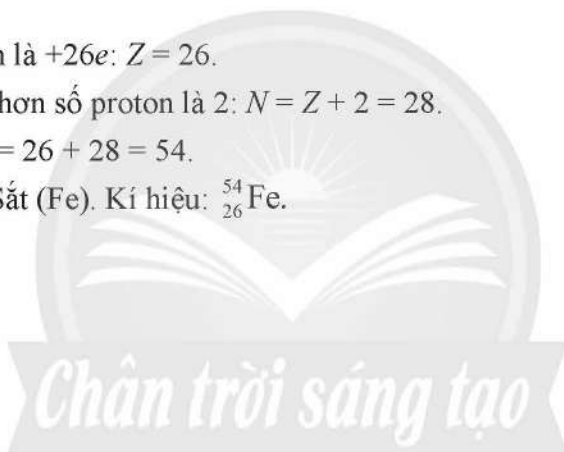 là +26e: Z = 26.
hơn số proton là 2: N = Z + 2 = 28.
= 26 + 28 = 54.
Sắt (Fe). Kí hiệu: ⁵⁴₂₆Fe.
Chân trời sáng tạo